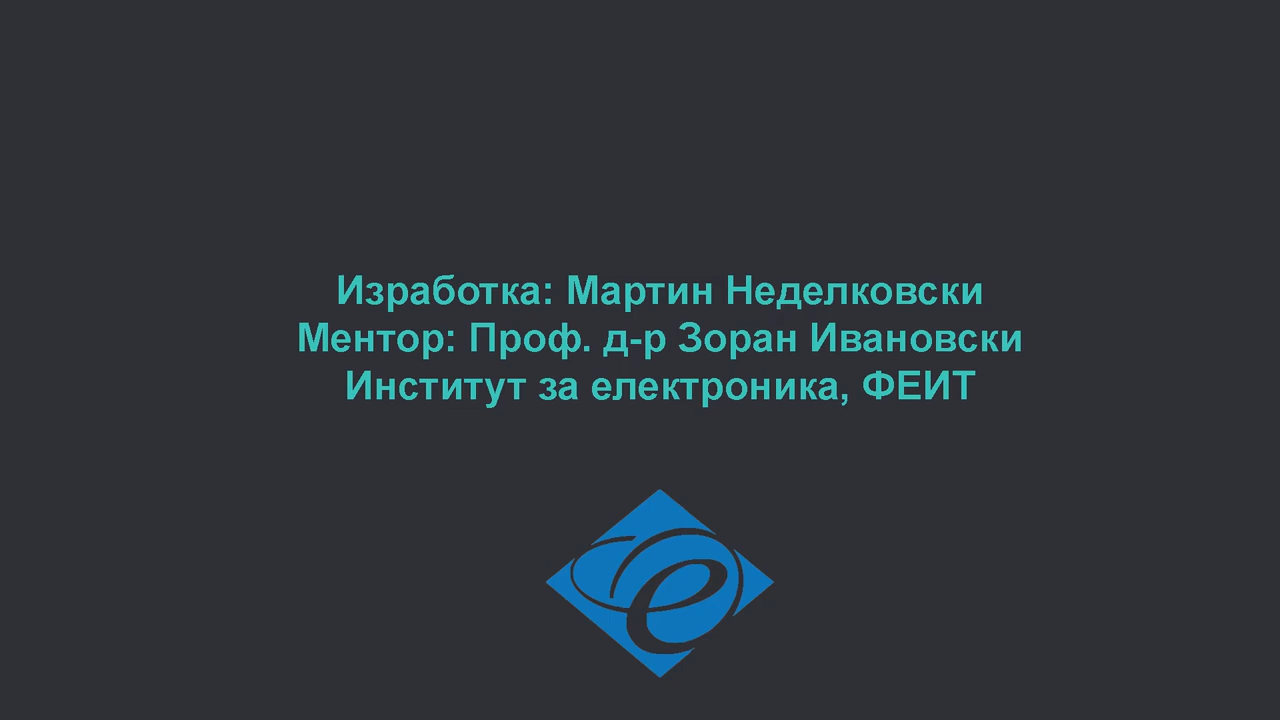 Изработка: Мартин Неделковски
Ментор: Проф. д-р Зоран Ивановски
Институт за електроника, ФЕИТ